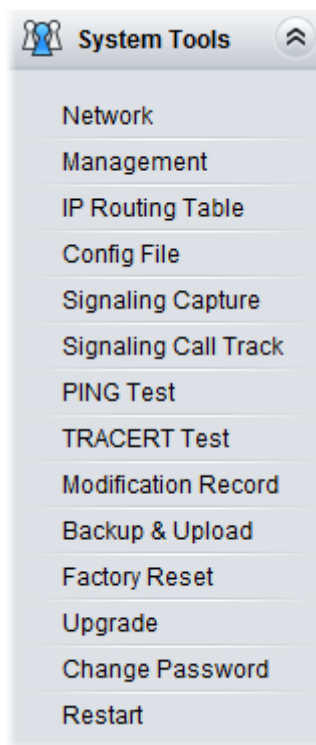 System Tools
Network
Management
IP Routing Table
Config File
Signaling Capture
Signaling Call Track
PING Test
TRACERT Test
Modification Record
Backup & Upload
Factory Reset
Upgrade
Change Password
Restart